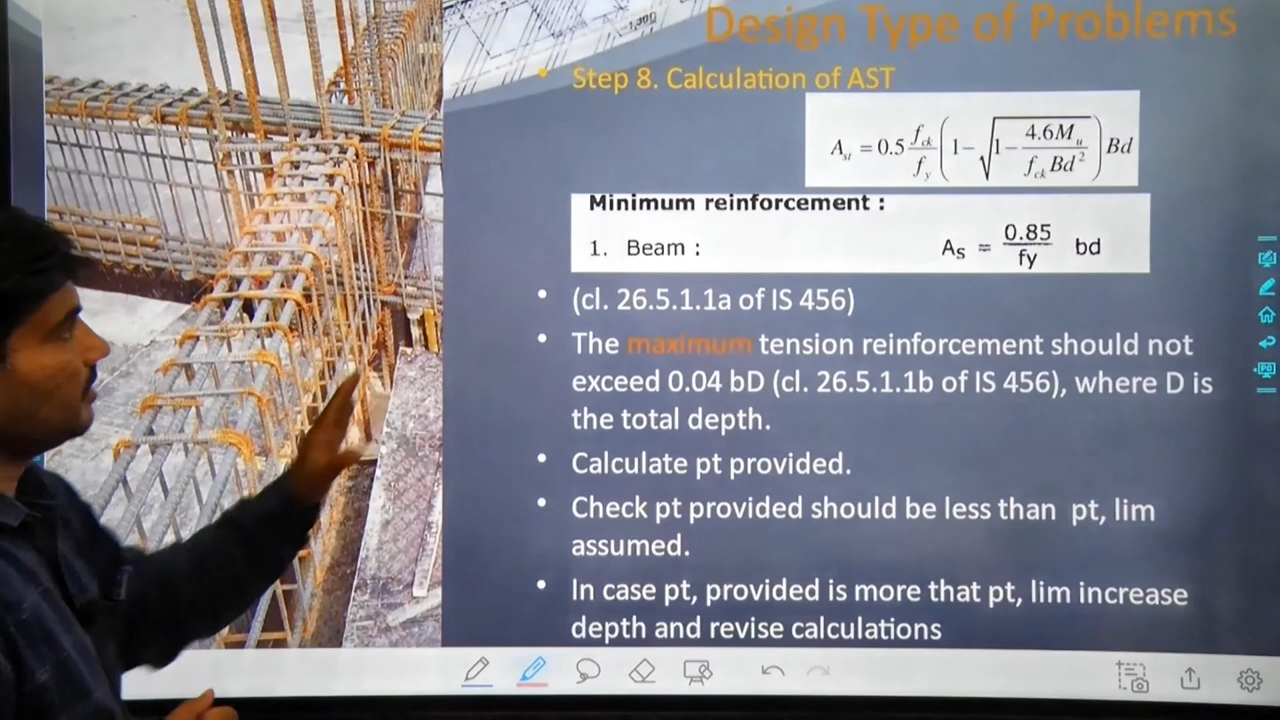 1,300
Design Type of Problems
• Step 8. Calculation of AST
A_st = 0.5 f_ck/f_y (1 − √(1 − 4.6M_u / f_ck Bd²)) Bd
Minimum reinforcement :
1. Beam : A_s = 0.85/fy bd
• (cl. 26.5.1.1a of IS 456)
• The maximum tension reinforcement should not
exceed 0.04 bD (cl. 26.5.1.1b of IS 456), where D is
the total depth.
• Calculate pt provided.
• Check pt provided should be less than pt, lim
assumed.
• In case pt, provided is more that pt, lim increase
depth and revise calculations